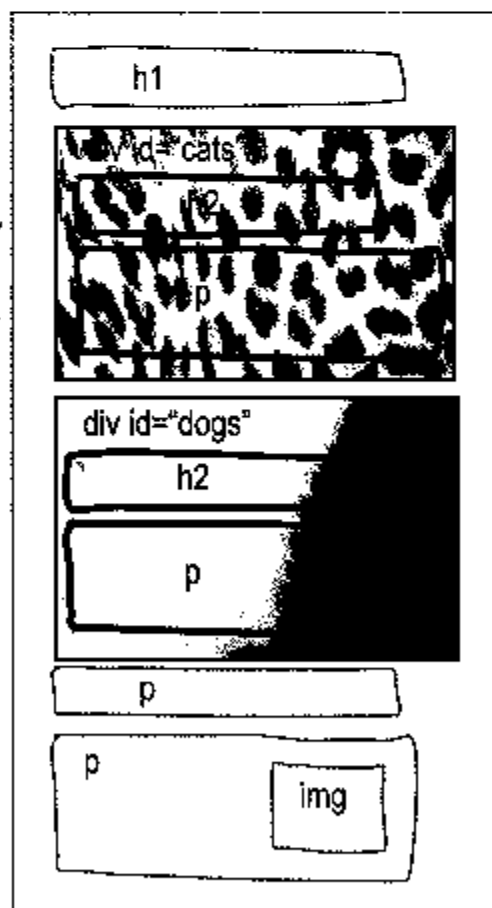 h1
div id="cats
h2
p
div id="dogs"
h2
p
p
p
img